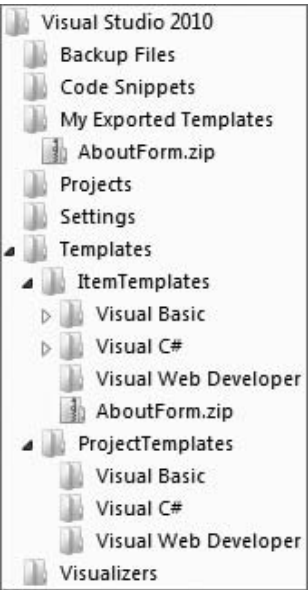 Visual Studio 2010
Backup Files
Code Snippets
My Exported Templates
AboutForm.zip
Projects
Settings
Templates
ItemTemplates
Visual Basic
Visual C#
Visual Web Developer
AboutForm.zip
ProjectTemplates
Visual Basic
Visual C#
Visual Web Developer
Visualizers